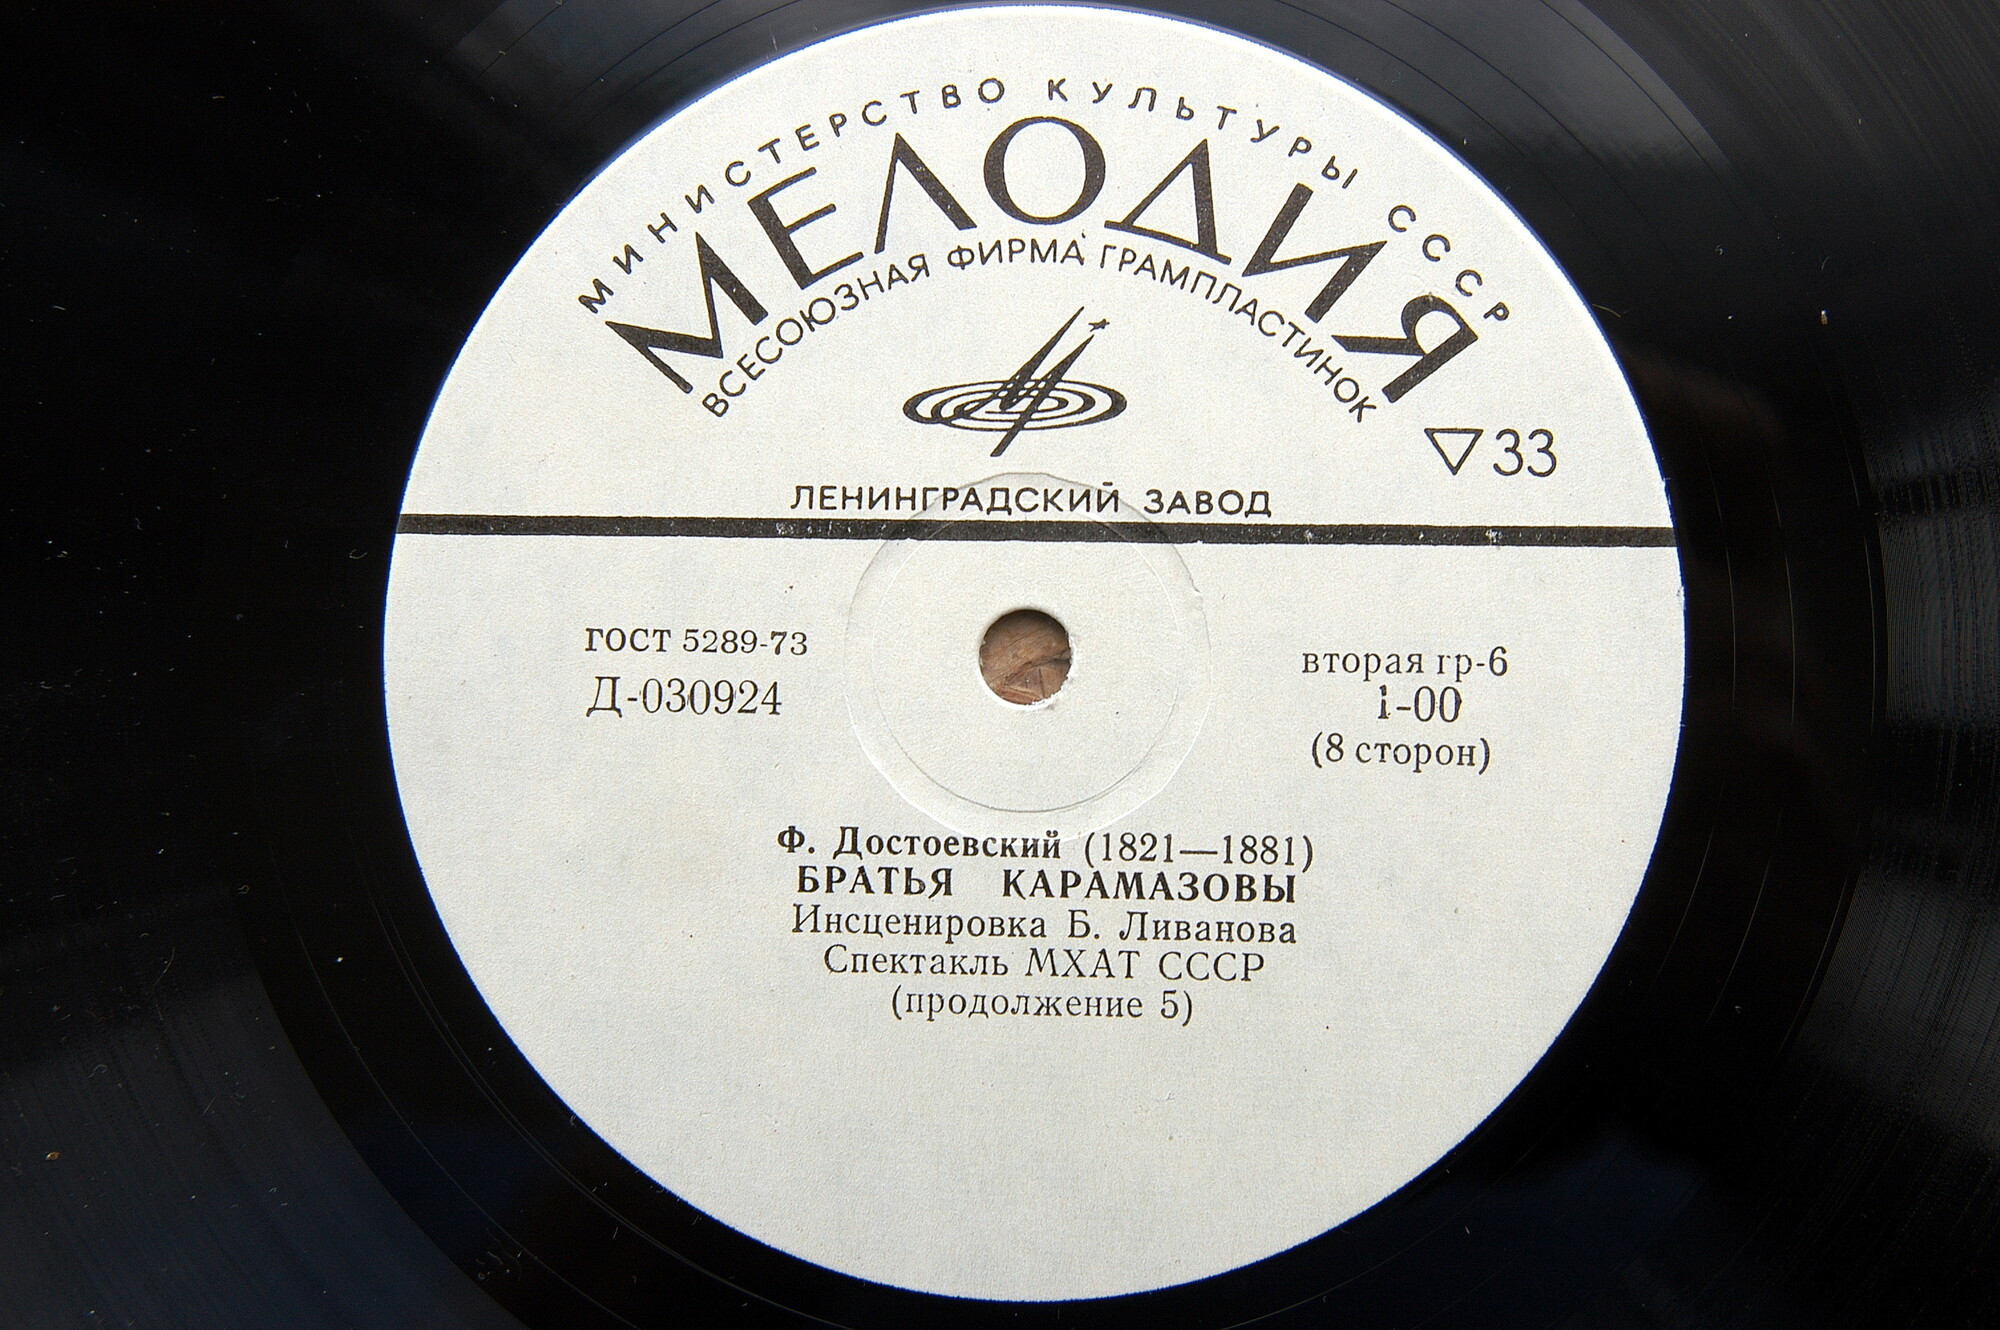 МИНИСТЕРСТВО КУЛЬТУРЫ СССР
МЕЛОДИЯ
ВСЕСОЮЗНАЯ ФИРМА ГРАМПЛАСТИНОК
▽33
ЛЕНИНГРАДСКИЙ ЗАВОД
ГОСТ 5289-73
Д-030924
вторая гр-6
1-00
(8 сторон)
Ф. Достоевский (1821—1881)
БРАТЬЯ КАРАМАЗОВЫ
Инсценировка Б. Ливанова
Спектакль МХАТ СССР
(продолжение 5)